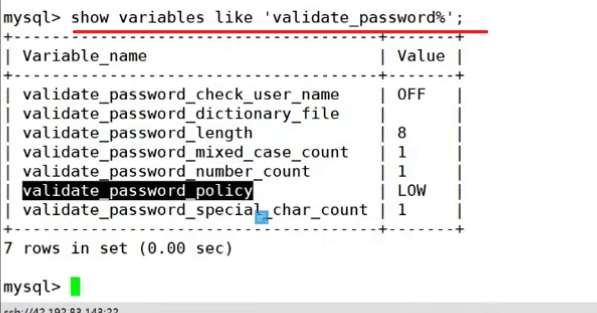 mysql> show variables like 'validate_password%';
+--------------------------------------+-------+
| Variable_name | Value |
+--------------------------------------+-------+
| validate_password_check_user_name | OFF |
| validate_password_dictionary_file | |
| validate_password_length | 8 |
| validate_password_mixed_case_count | 1 |
| validate_password_number_count | 1 |
| validate_password_policy | LOW |
| validate_password_special_char_count | 1 |
+--------------------------------------+-------+
7 rows in set (0.00 sec)
mysql>
ssh://42.192.83.143:22